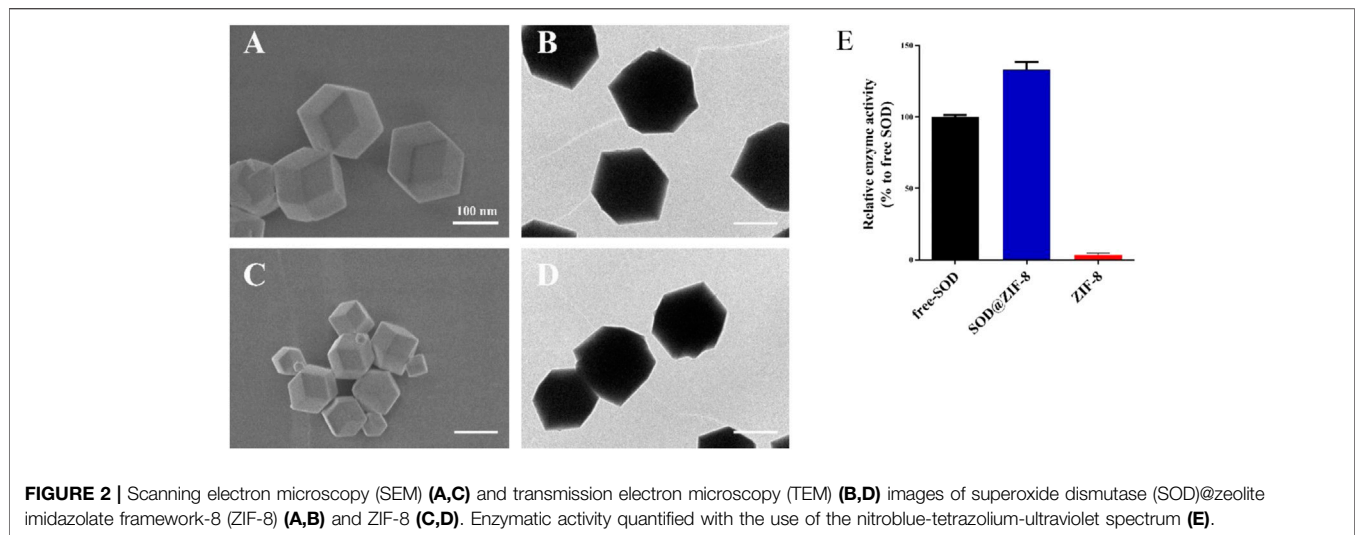 A
B
100 nm
C
D
E
Relative enzyme activity
(% to free SOD)
150
100
50
0
free-SOD
SOD@ZIF-8
ZIF-8
FIGURE 2 | Scanning electron microscopy (SEM) (A,C) and transmission electron microscopy (TEM) (B,D) images of superoxide dismutase (SOD)@zeolite
imidazolate framework-8 (ZIF-8) (A,B) and ZIF-8 (C,D). Enzymatic activity quantified with the use of the nitroblue-tetrazolium-ultraviolet spectrum (E).